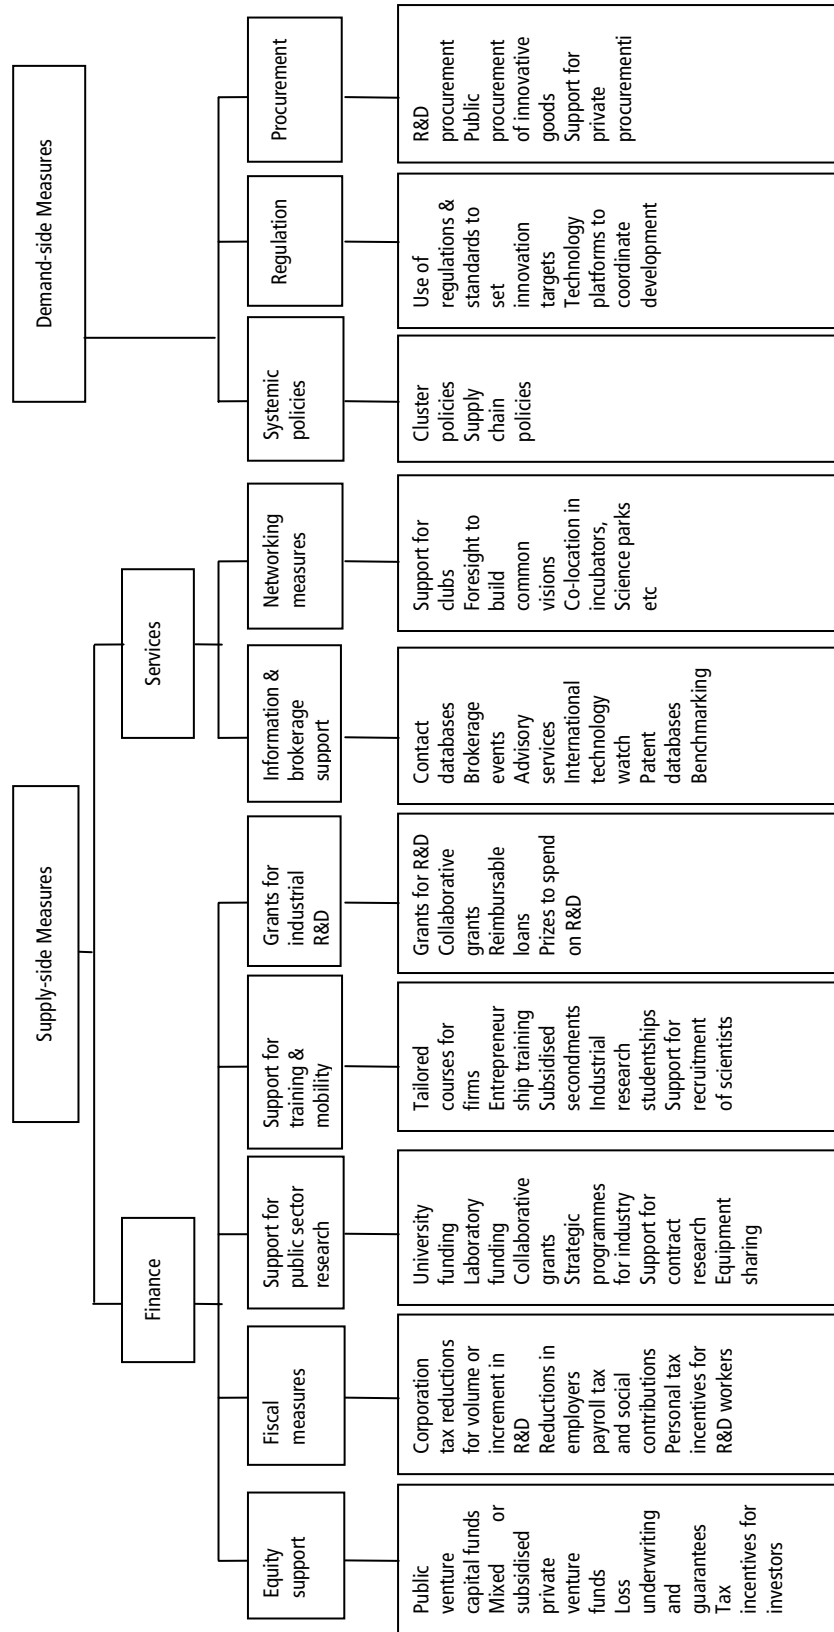 Supply-side Measures
Demand-side Measures
Finance
Services
Equity
support
Fiscal
measures
Support for
public sector
research
Support for
training &
mobility
Grants for
industrial
R&D
Information &
brokerage
support
Networking
measures
Systemic
policies
Regulation
Procurement
Public
venture
capital funds
Mixed or
subsidised
private
venture
funds
Loss
underwriting
and
guarantees
Tax
incentives for
investors
Corporation
tax reductions
for volume or
increment in
R&D
Reductions in
employers
payroll tax
and social
contributions
Personal tax
incentives for
R&D workers
University
funding
Laboratory
funding
Collaborative
grants
Strategic
programmes
for industry
Support for
contract
research
Equipment
sharing
Tailored
courses for
firms
Entrepreneur
ship training
Subsidised
secondments
Industrial
research
studentships
Support for
recruitment
of scientists
Grants for R&D
Collaborative
grants
Reimbursable
loans
Prizes to spend
on R&D
Contact
databases
Brokerage
events
Advisory
services
International
technology
watch
Patent
databases
Benchmarking
Support for
clubs
Foresight to
build
common
visions
Co-location in
incubators,
Science parks
etc
Cluster
policies
Supply
chain
policies
Use of
regulations &
standards to
set
innovation
targets
Technology
platforms to
coordinate
development
R&D
procurement
Public
procurement
of innovative
goods
Support for
private
procurementi